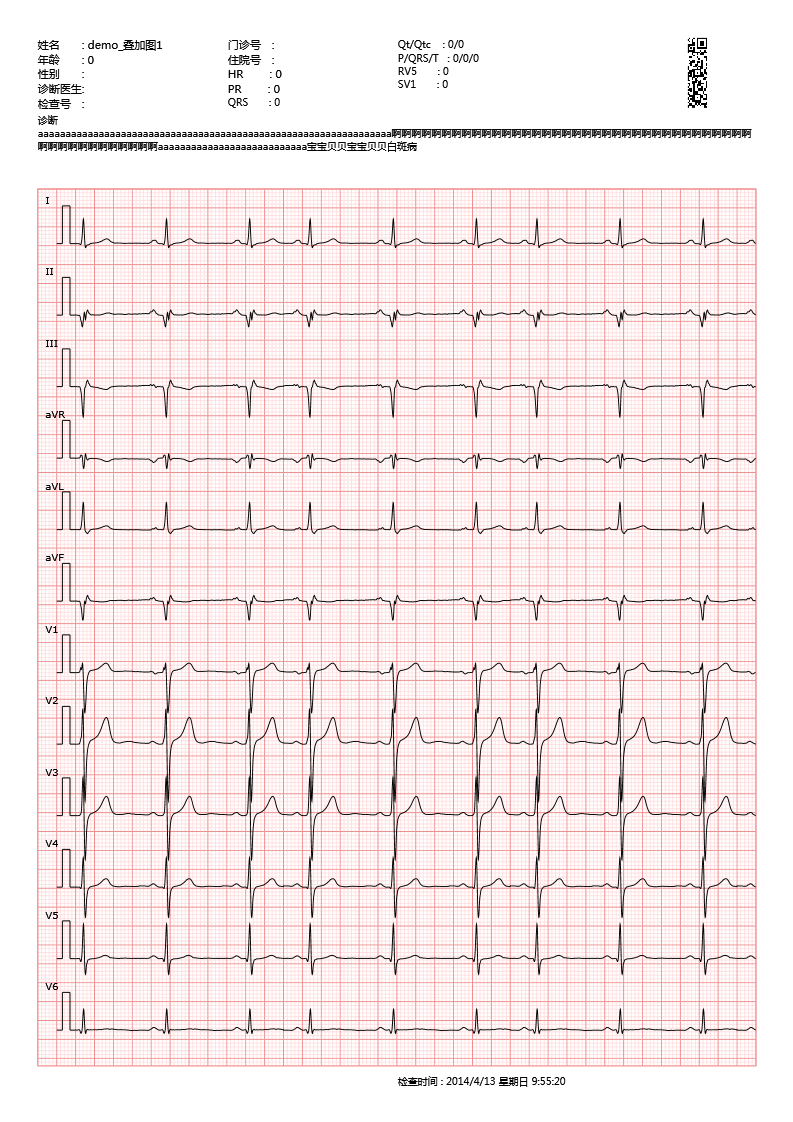 姓名 : demo_叠加图1 门诊号 : Qt/Qtc : 0/0
年龄 : 0 住院号 : P/QRS/T : 0/0/0
性别 : HR : 0 RV5 : 0
诊断医生: PR : 0 SV1 : 0
检查号 : QRS : 0
诊断
aaaaaaaaaaaaaaaaaaaaaaaaaaaaaaaaaaaaaaaaaaaaaaaaaaaaaaaaaaaaaaaa啊啊啊啊啊啊啊啊啊啊啊啊啊啊啊啊啊啊啊啊啊啊啊啊啊啊啊啊啊啊啊啊啊啊啊啊
啊啊啊啊啊啊啊啊啊啊啊啊aaaaaaaaaaaaaaaaaaaaaaaaaaa宝宝贝贝宝宝贝贝白斑病
I
II
III
aVR
aVL
aVF
V1
V2
V3
V4
V5
V6
检查时间 : 2014/4/13 星期日 9:55:20